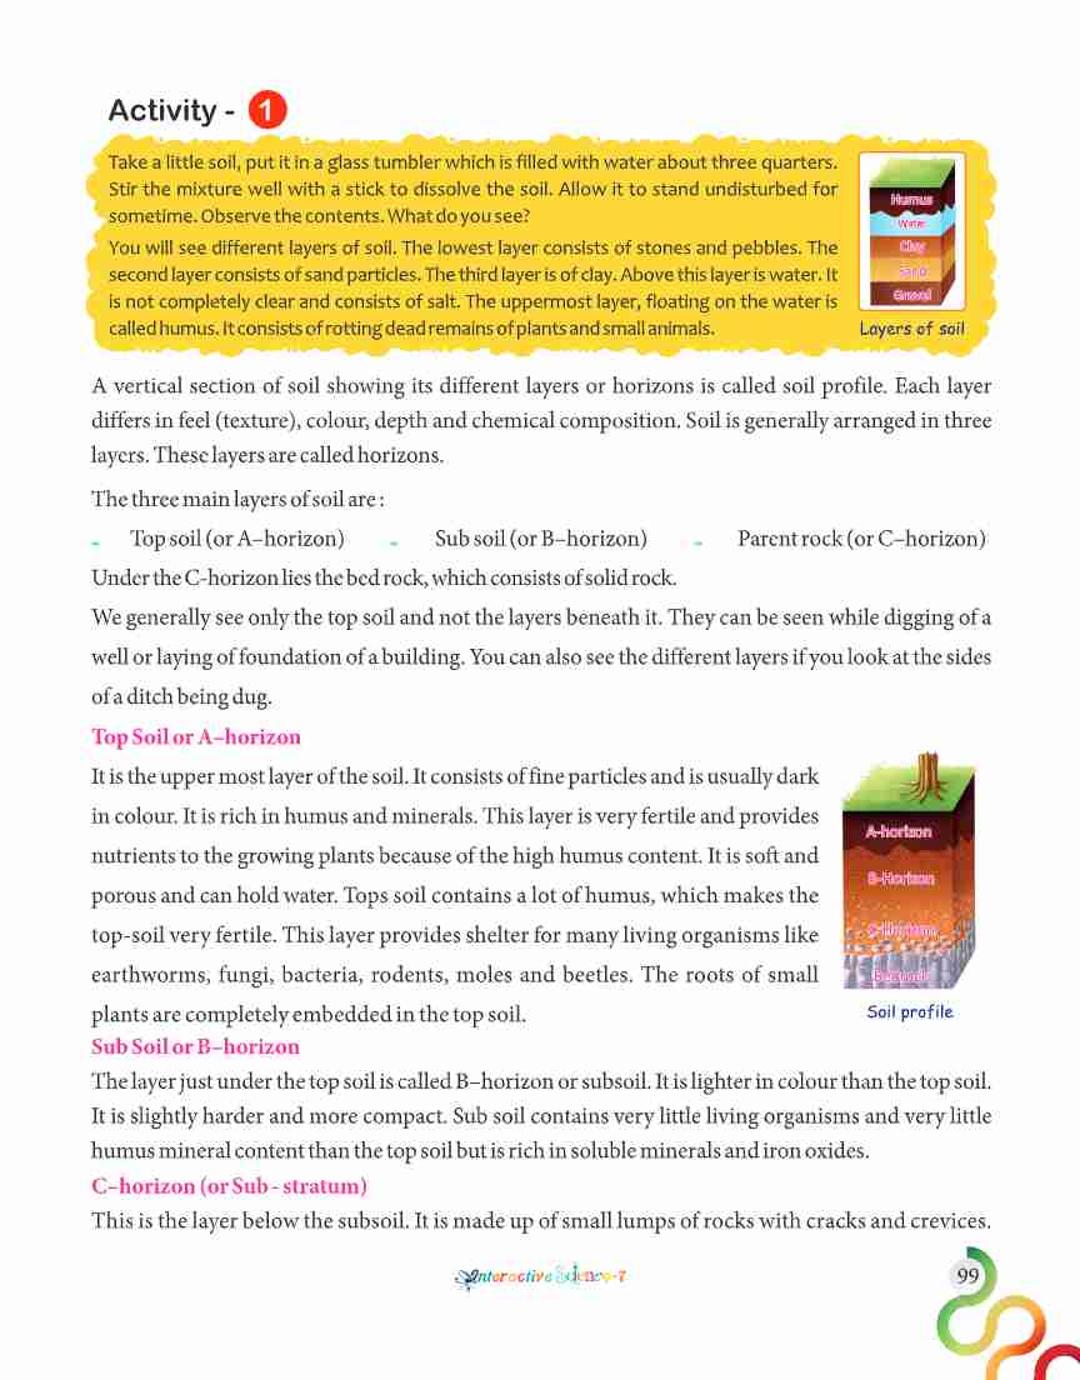 Activity - 1
Take a little soil, put it in a glass tumbler which is filled with water about three quarters.
Stir the mixture well with a stick to dissolve the soil. Allow it to stand undisturbed for
sometime. Observe the contents. What do you see?
You will see different layers of soil. The lowest layer consists of stones and pebbles. The
second layer consists of sand particles. The third layer is of clay. Above this layer is water. It
is not completely clear and consists of salt. The uppermost layer, floating on the water is
called humus. It consists of rotting dead remains of plants and small animals.
Humus
Water
Clay
Sand
Gravel
Layers of soil
A vertical section of soil showing its different layers or horizons is called soil profile. Each layer
differs in feel (texture), colour, depth and chemical composition. Soil is generally arranged in three
layers. These layers are called horizons.
The three main layers of soil are :
Top soil (or A–horizon) Sub soil (or B–horizon) Parent rock (or C–horizon)
Under the C-horizon lies the bed rock, which consists of solid rock.
We generally see only the top soil and not the layers beneath it. They can be seen while digging of a
well or laying of foundation of a building. You can also see the different layers if you look at the sides
of a ditch being dug.
Top Soil or A–horizon
It is the upper most layer of the soil. It consists of fine particles and is usually dark
in colour. It is rich in humus and minerals. This layer is very fertile and provides
nutrients to the growing plants because of the high humus content. It is soft and
porous and can hold water. Tops soil contains a lot of humus, which makes the
top-soil very fertile. This layer provides shelter for many living organisms like
earthworms, fungi, bacteria, rodents, moles and beetles. The roots of small
plants are completely embedded in the top soil.
A-horizon
B-Horizon
C-Horizon
Bedrock
Soil profile
Sub Soil or B–horizon
The layer just under the top soil is called B–horizon or subsoil. It is lighter in colour than the top soil.
It is slightly harder and more compact. Sub soil contains very little living organisms and very little
humus mineral content than the top soil but is rich in soluble minerals and iron oxides.
C–horizon (or Sub - stratum)
This is the layer below the subsoil. It is made up of small lumps of rocks with cracks and crevices.
Interactive Science-7
99